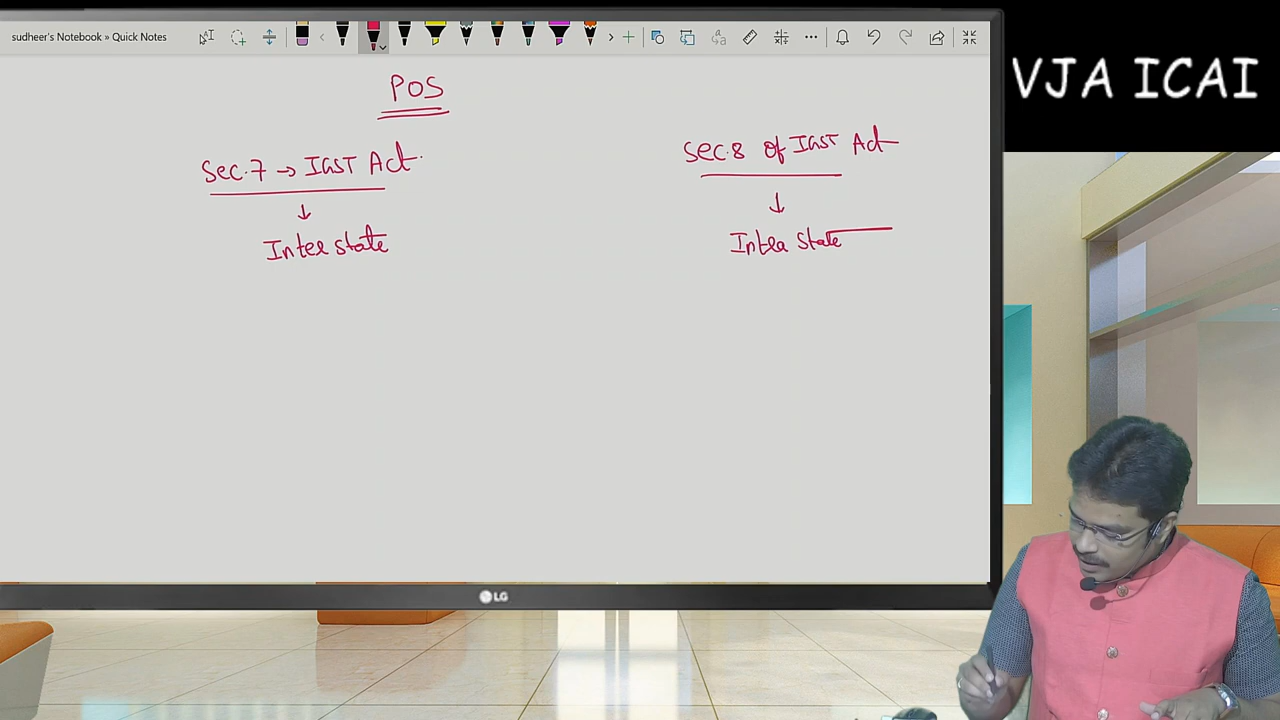 sudheer's Notebook » Quick Notes
VJA ICAI
POS
Sec.7 → IGST Act.
Sec.8 of IGST Act
↓
↓
Inter state
Intra State
LG